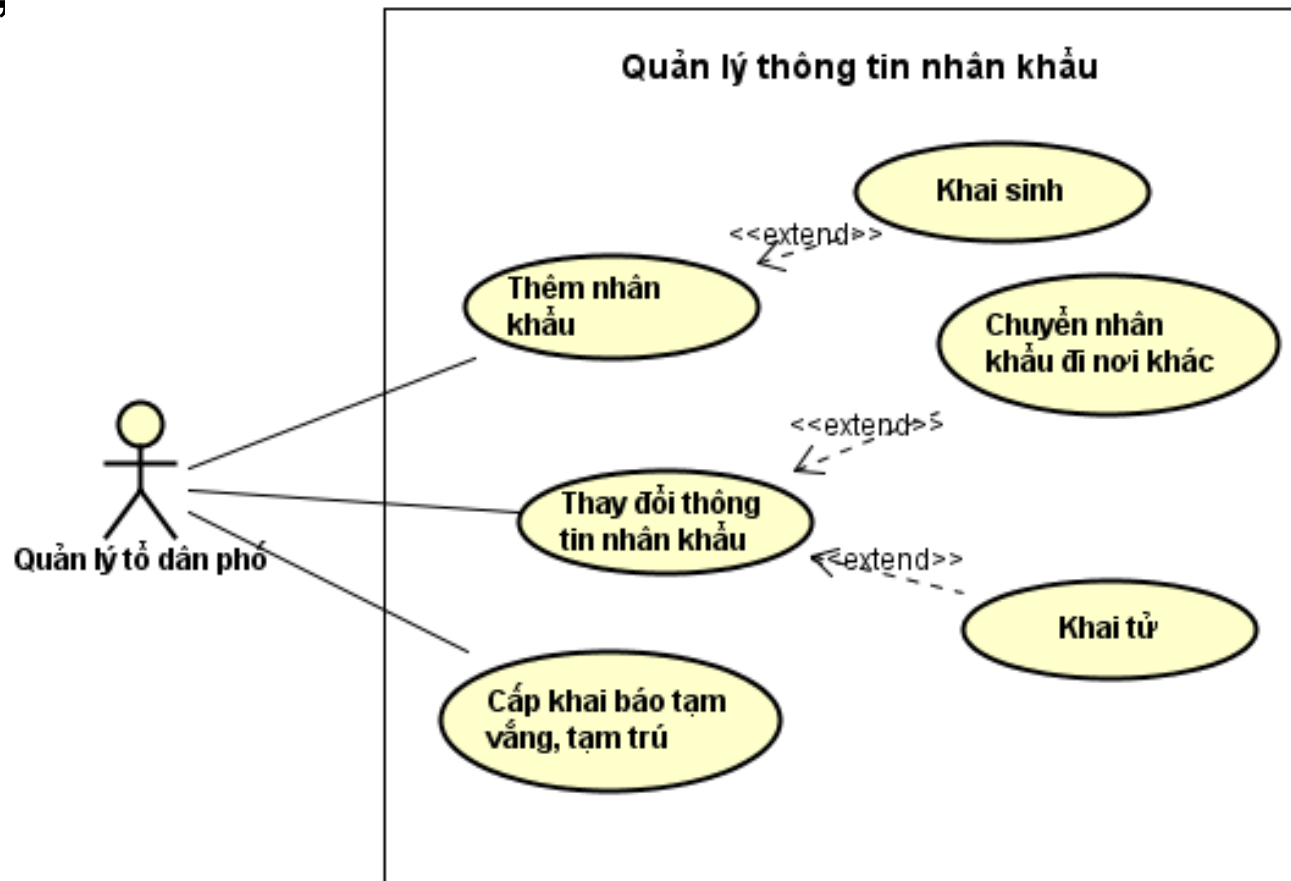 Quản lý thông tin nhân khẩu
Khai sinh
<<extend>>
Thêm nhân
khẩu
Chuyển nhân
khẩu đi nơi khác
<<extend>>
Thay đổi thông
tin nhân khẩu
<<extend>>
Quản lý tổ dân phố
Khai tử
Cấp khai báo tạm
vắng, tạm trú